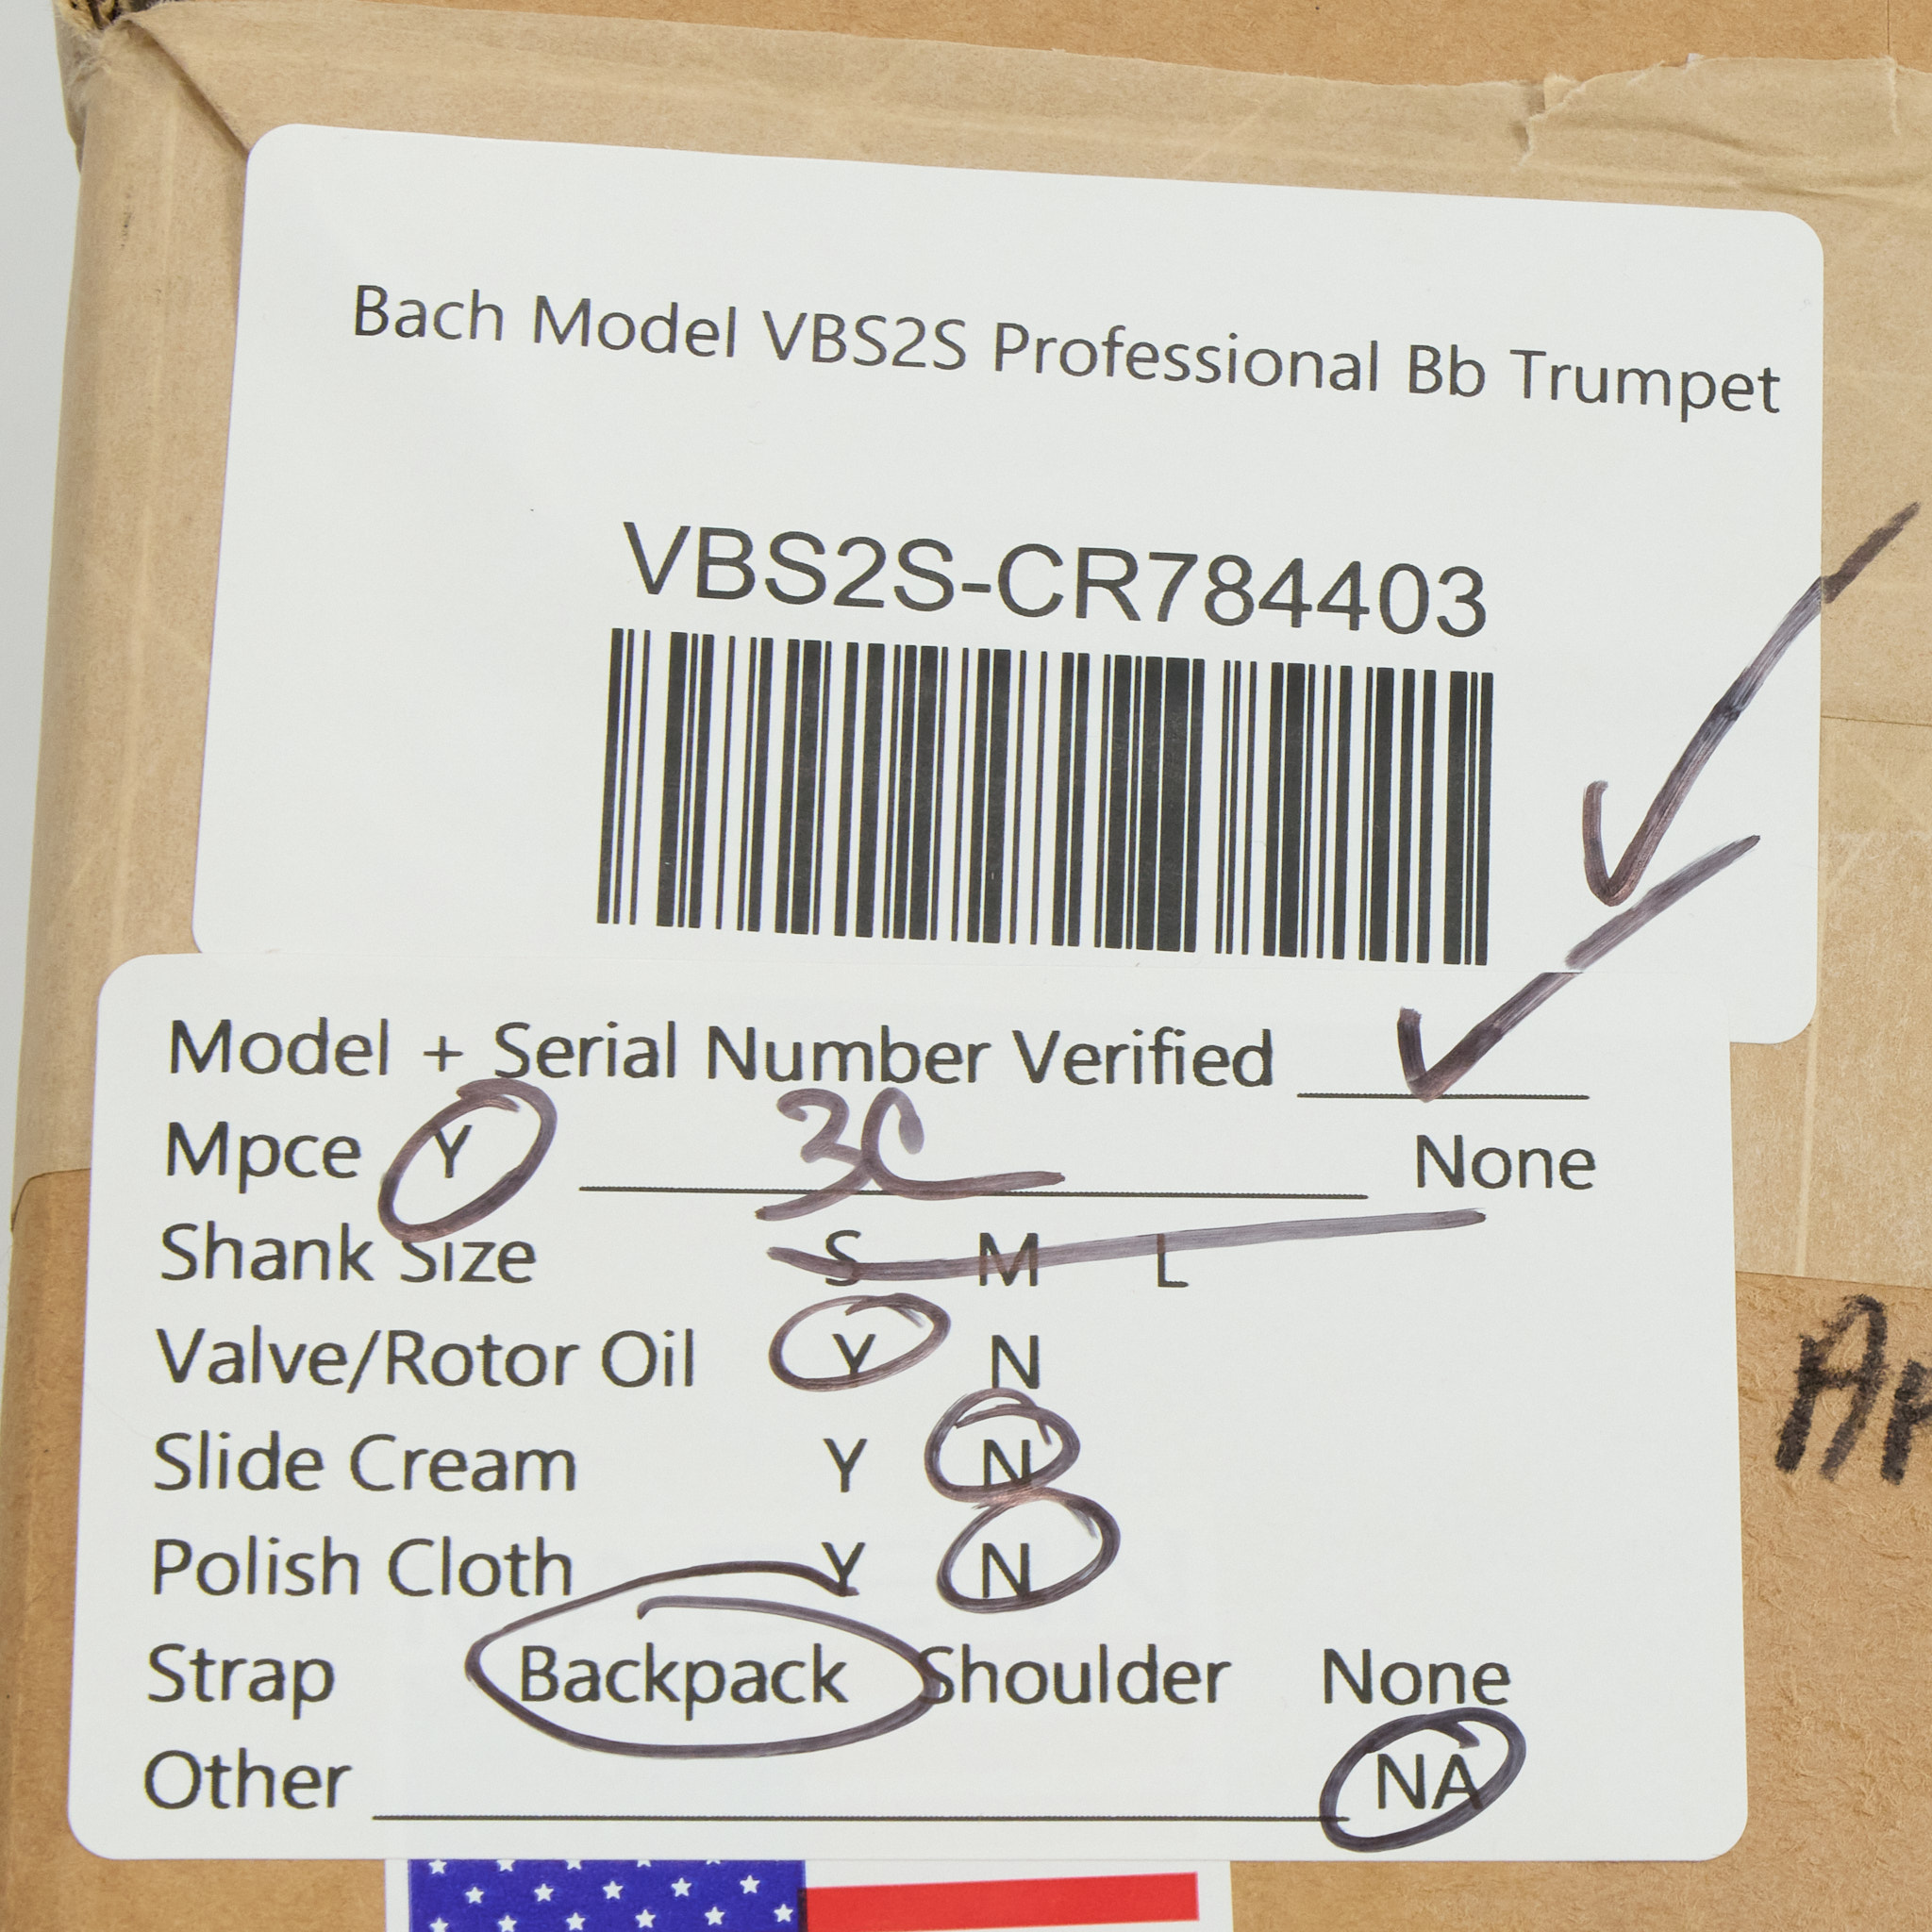 Bach Model VBS2S Professional Bb Trumpet
VBS2S-CR784403
Model + Serial Number Verified
Mpce Y 3C None
Shank Size S M L
Valve/Rotor Oil Y N
Slide Cream Y N
Polish Cloth Y N
Strap Backpack Shoulder None
Other NA